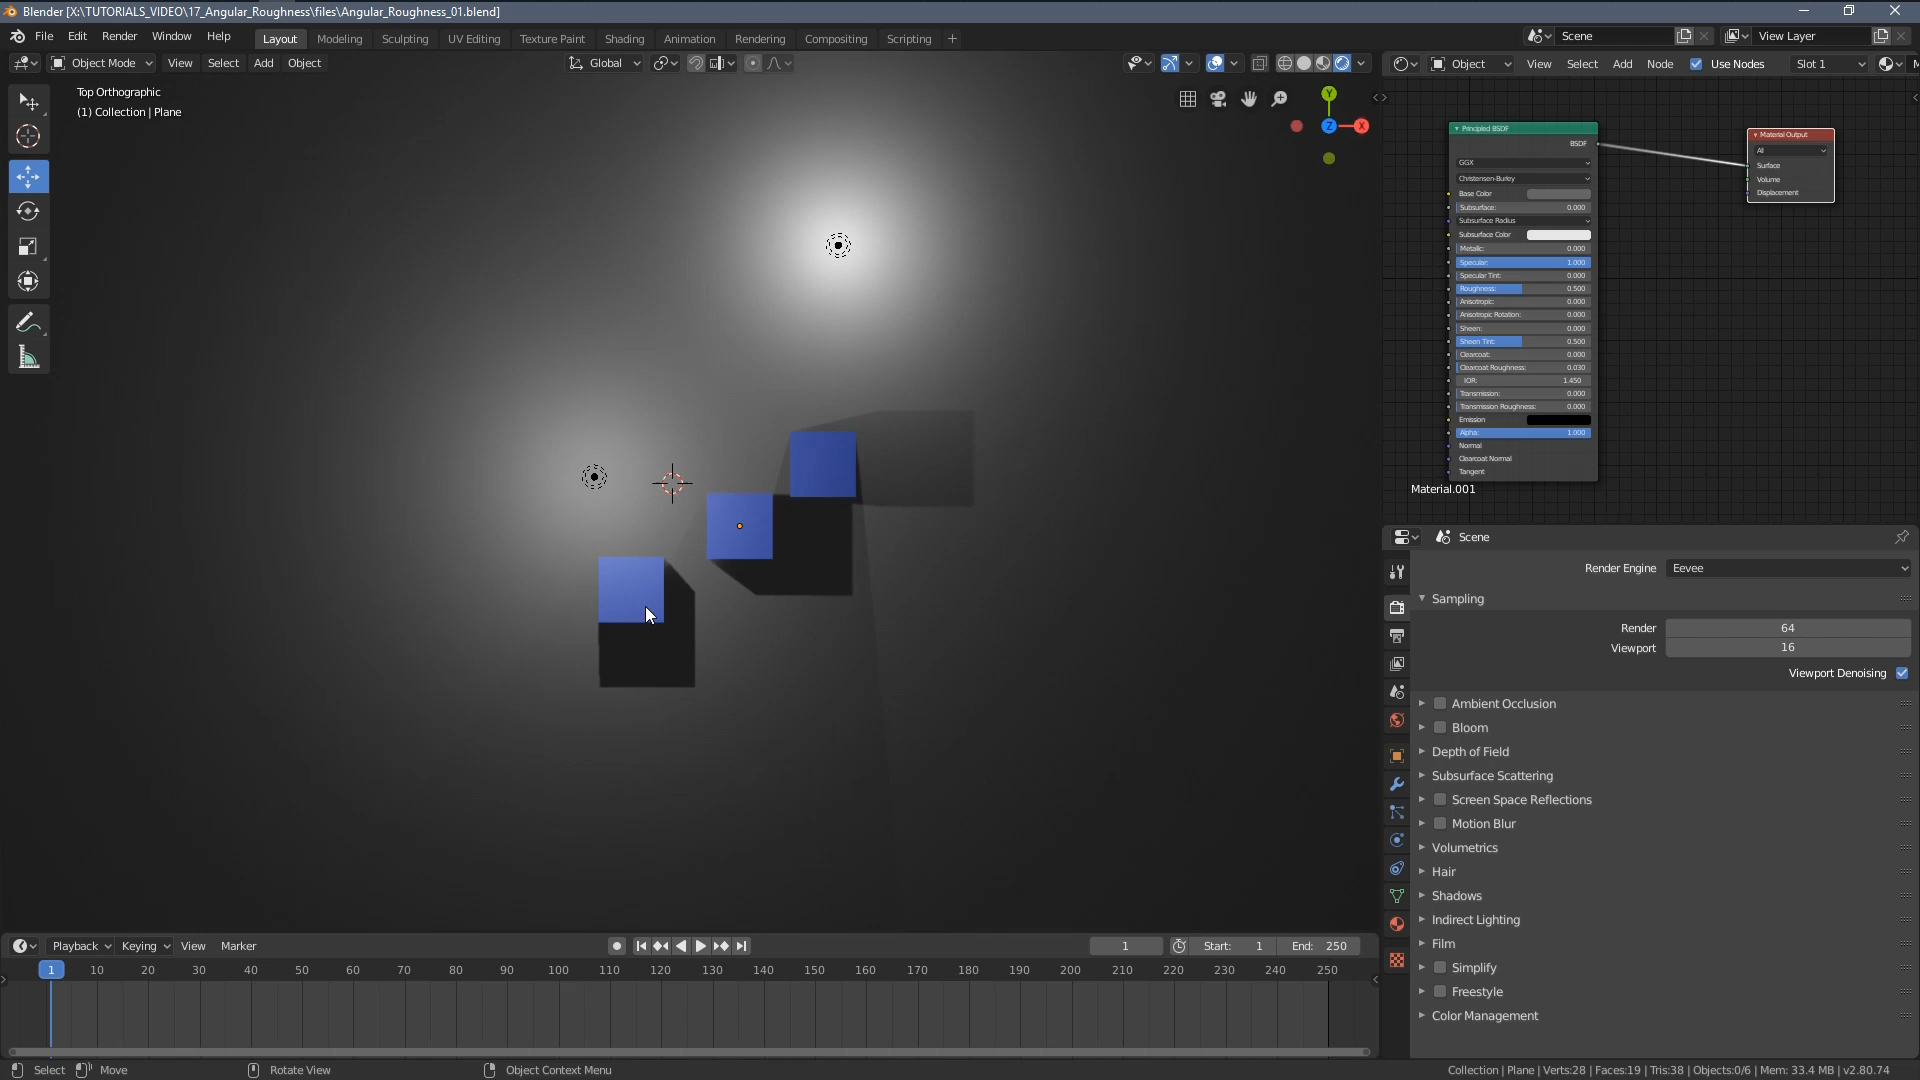 Blender [X:\TUTORIALS_VIDEO\17_Angular_Roughness\files\Angular_Roughness_01.blend]
File Edit Render Window Help Layout Modeling Sculpting UV Editing Texture Paint Shading Animation Rendering Compositing Scripting + Scene View Layer
Object Mode View Select Add Object Global Object View Select Add Node Use Nodes Slot 1
Top Orthographic
(1) Collection | Plane
Y
Z X
Principled BSDF
BSDF
GGX
Christensen-Burley
Base Color
Subsurface: 0.000
Subsurface Radius
Subsurface Color
Metallic: 0.000
Specular: 1.000
Specular Tint: 0.000
Roughness: 0.500
Anisotropic: 0.000
Anisotropic Rotation: 0.000
Sheen: 0.000
Sheen Tint: 0.500
Clearcoat: 0.000
Clearcoat Roughness: 0.030
IOR: 1.450
Transmission: 0.000
Transmission Roughness: 0.000
Emission
Alpha: 1.000
Normal
Clearcoat Normal
Tangent
Material Output
All
Surface
Volume
Displacement
Material.001
Scene
Render Engine Eevee
Sampling
Render 64
Viewport 16
Viewport Denoising
Ambient Occlusion
Bloom
Depth of Field
Subsurface Scattering
Screen Space Reflections
Motion Blur
Volumetrics
Hair
Shadows
Indirect Lighting
Film
Simplify
Freestyle
Color Management
Playback Keying View Marker 1 Start: 1 End: 250
1 10 20 30 40 50 60 70 80 90 100 110 120 130 140 150 160 170 180 190 200 210 220 230 240 250
Select Move Rotate View Object Context Menu Collection | Plane | Verts:28 | Faces:19 | Tris:38 | Objects:0/6 | Mem: 33.4 MB | v2.80.74